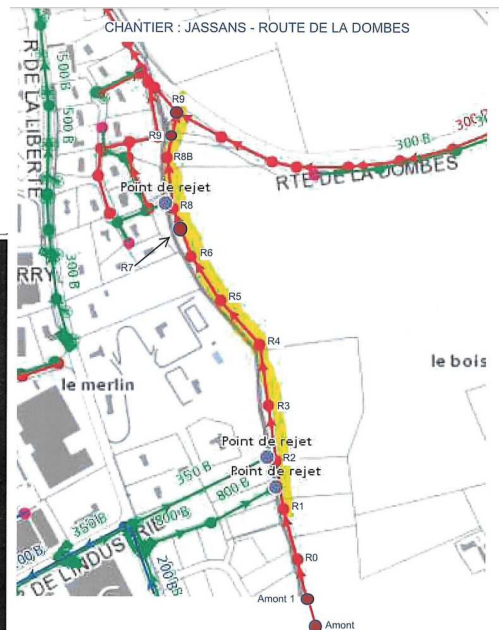 CHANTIER : JASSANS - ROUTE DE LA DOMBES
R DE LA LIBERTE
500 B
500 B
300 B
R9
R9
R8B
300 B
300 B
RTE DE LA DOMBES
Point de rejet
R8
R7
R6
RRY
R5
R4
le merlin
le bois
R3
Point de rejet
R2
Point de rejet
350 B
800 B
R1
350 B
800 B
00 B
DE L'INDUSTRIE
200 B
R0
Amont 1
Amont